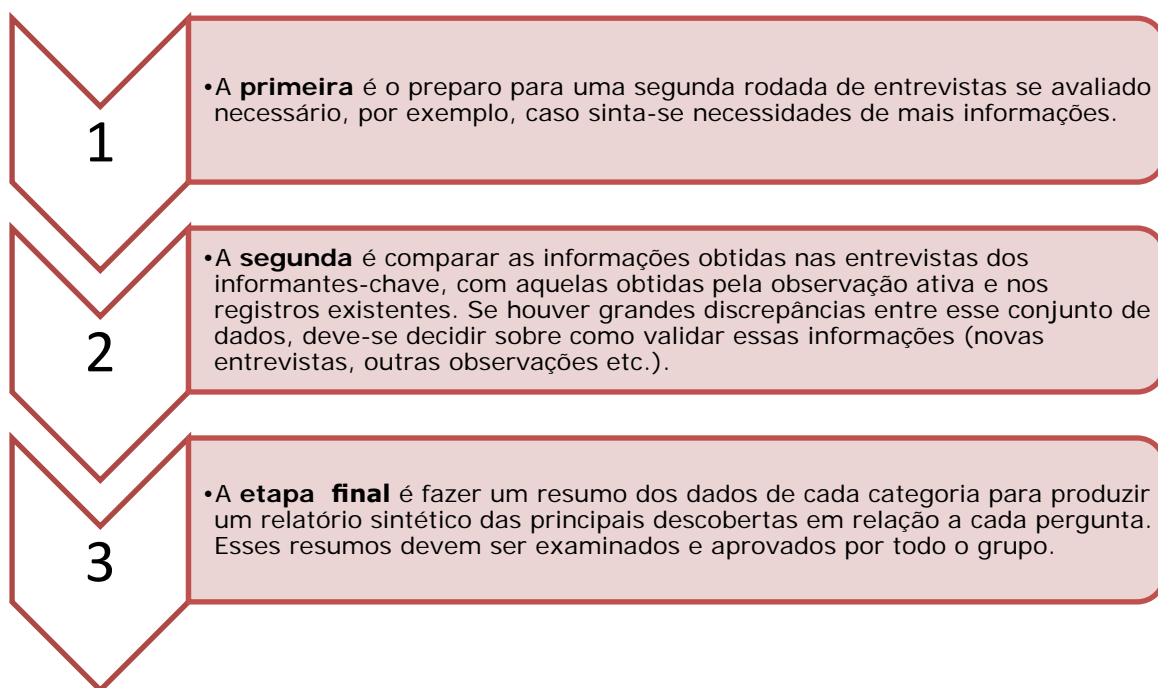 1
•A primeira é o preparo para uma segunda rodada de entrevistas se avaliado
necessário, por exemplo, caso sinta-se necessidades de mais informações.
2
•A segunda é comparar as informações obtidas nas entrevistas dos
informantes-chave, com aquelas obtidas pela observação ativa e nos
registros existentes. Se houver grandes discrepâncias entre esse conjunto de
dados, deve-se decidir sobre como validar essas informações (novas
entrevistas, outras observações etc.).
3
•A etapa final é fazer um resumo dos dados de cada categoria para produzir
um relatório sintético das principais descobertas em relação a cada pergunta.
Esses resumos devem ser examinados e aprovados por todo o grupo.